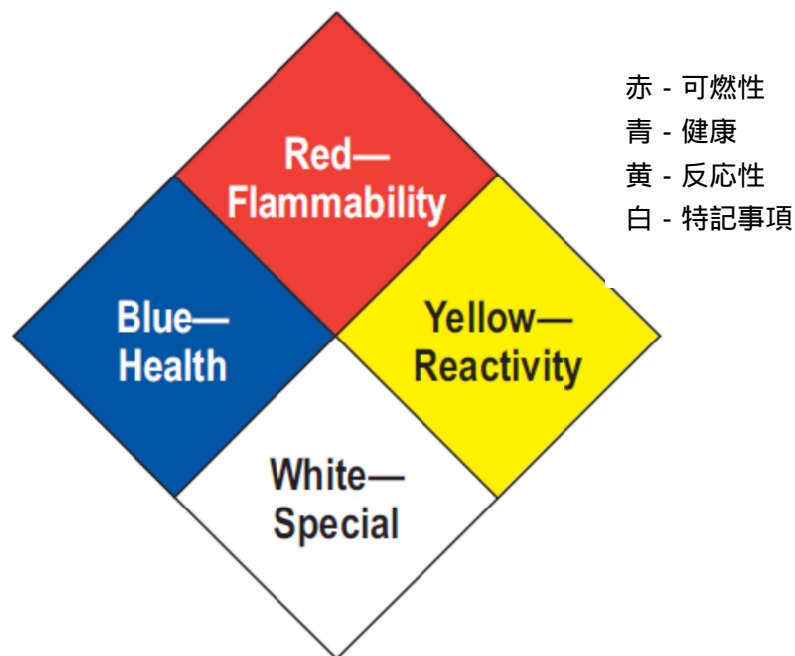 Red—
Flammability
Blue—
Health
Yellow—
Reactivity
White—
Special
赤 - 可燃性
青 - 健康
黄 - 反応性
白 - 特記事項